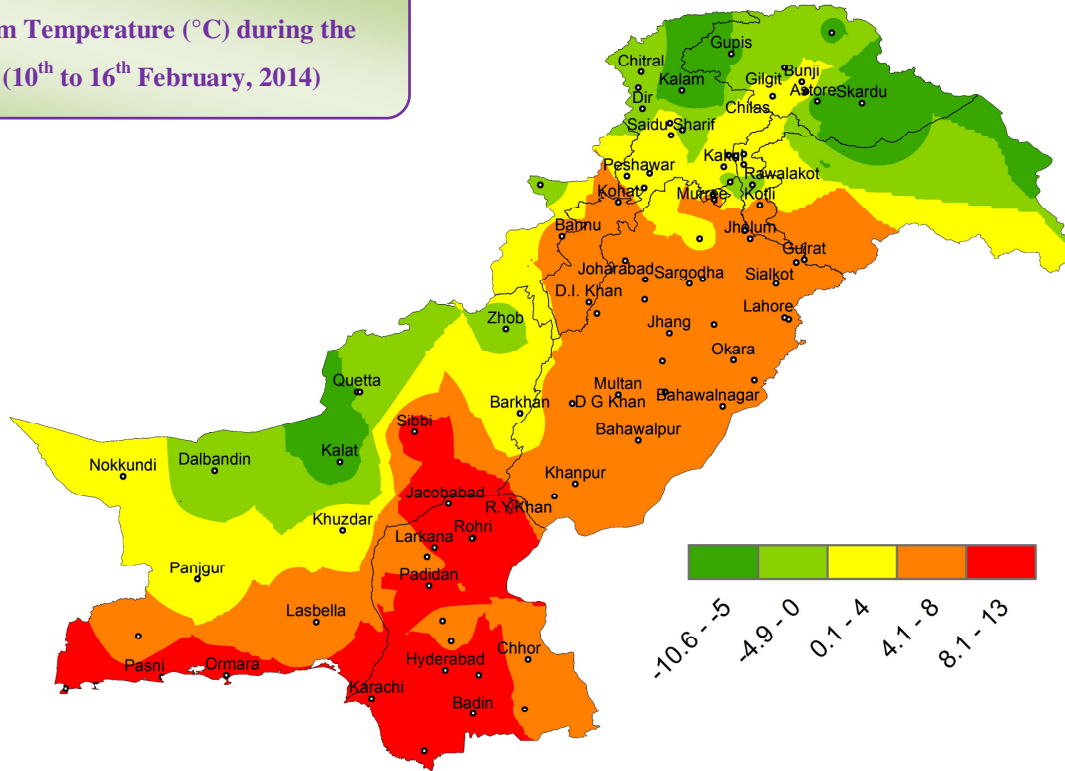 m Temperature (°C) during the
(10th to 16th February, 2014)
Gupis
Chitral
Bunji
Gilgit
Kalam
Astore
Skardu
Dir
Chilas
Saidu Sharif
Kakul
Peshawar
Rawalakot
Kohat
Murree
Kotli
Bannu
Jhelum
Gujrat
Joharabad
Sargodha
Sialkot
D.I. Khan
Lahore
Zhob
Jhang
Okara
Quetta
Multan
Barkhan
D G Khan
Bahawalnagar
Sibbi
Bahawalpur
Kalat
Dalbandin
Nokkundi
Khanpur
Jacobabad
R.Y.Khan
Khuzdar
Rohri
Larkana
Panjgur
Padidan
Lasbella
Chhor
Hyderabad
Pasni
Ormara
Karachi
Badin
-10.6 - -5
-4.9 - 0
0.1 - 4
4.1 - 8
8.1 - 13